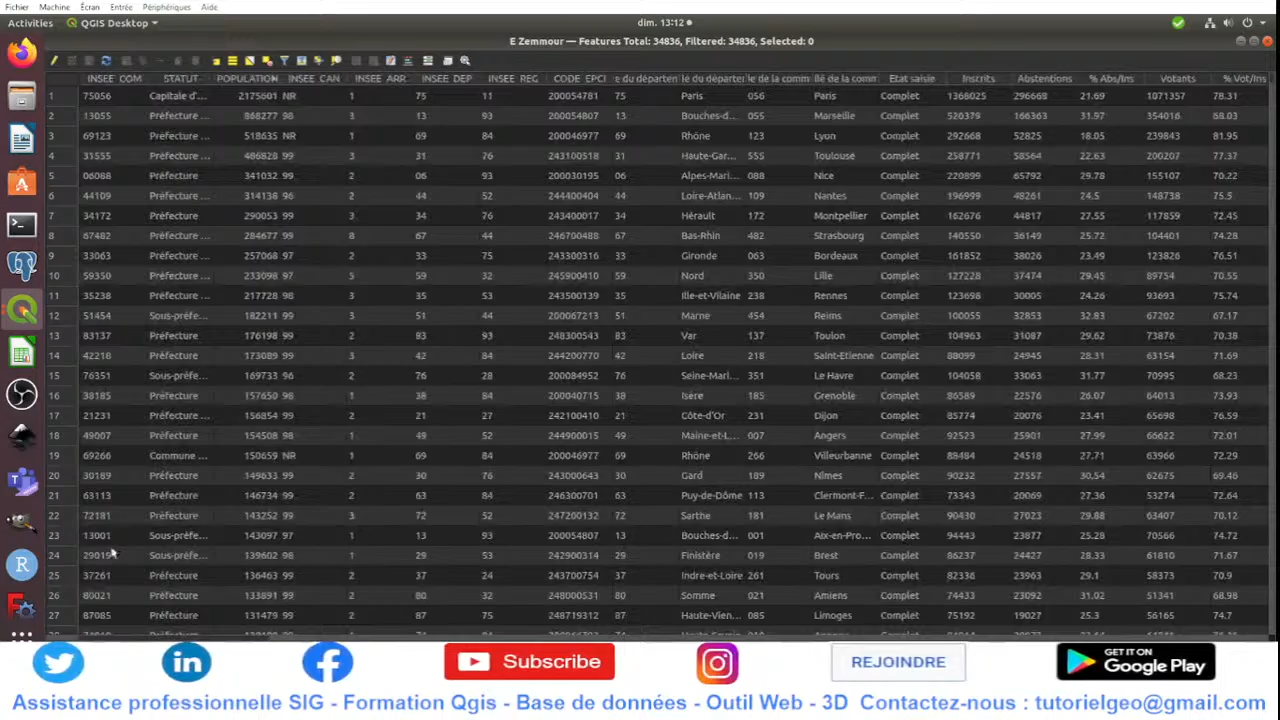 Fichier Machine Écran Entrée Périphériques Aide
Activities QGIS Desktop dim. 13:12
E Zemmour — Features Total: 34836, Filtered: 34836, Selected: 0
INSEE_COM STATUT POPULATION INSEE_CAN INSEE_ARR INSEE_DEP INSEE_REG CODE_EPCI e du départen lé du départer le de la comm llé de la comm Etat saisie Inscrits Abstentions % Abs/Ins Votants % Vot/Ins
1 75056 Capitale d'... 2175601 NR 1 75 11 200054781 75 Paris 056 Paris Complet 1368025 296668 21.69 1071357 78.31
2 13055 Préfecture ... 868277 98 3 13 93 200054807 13 Bouches-d... 055 Marseille Complet 520379 166363 31.97 354016 68.03
3 69123 Préfecture ... 518635 NR 1 69 84 200046977 69 Rhône 123 Lyon Complet 292668 52825 18.05 239843 81.95
4 31555 Préfecture ... 486828 99 3 31 76 243100518 31 Haute-Gar... 555 Toulouse Complet 258771 58564 22.63 200207 77.37
5 06088 Préfecture ... 341032 99 2 06 93 200030195 06 Alpes-Mari... 088 Nice Complet 220899 65792 29.78 155107 70.22
6 44109 Préfecture ... 314138 96 2 44 52 244400404 44 Loire-Atlan... 109 Nantes Complet 196999 48261 24.5 148738 75.5
7 34172 Préfecture 290053 99 3 34 76 243400017 34 Hérault 172 Montpellier Complet 162676 44817 27.55 117859 72.45
8 67482 Préfecture ... 284677 99 8 67 44 246700488 67 Bas-Rhin 482 Strasbourg Complet 140550 36149 25.72 104401 74.28
9 33063 Préfecture ... 257068 97 2 33 75 243300316 33 Gironde 063 Bordeaux Complet 161852 38026 23.49 123826 76.51
10 59350 Préfecture ... 233098 97 5 59 32 245900410 59 Nord 350 Lille Complet 127228 37474 29.45 89754 70.55
11 35238 Préfecture ... 217728 98 3 35 53 243500139 35 Ille-et-Vilaine 238 Rennes Complet 123698 30005 24.26 93693 75.74
12 51454 Sous-préfe... 182211 99 3 51 44 200067213 51 Marne 454 Reims Complet 100055 32853 32.83 67202 67.17
13 83137 Préfecture 176198 99 2 83 93 248300543 83 Var 137 Toulon Complet 104963 31087 29.62 73876 70.38
14 42218 Préfecture 173089 99 3 42 84 244200770 42 Loire 218 Saint-Etienne Complet 88099 24945 28.31 63154 71.69
15 76351 Sous-préfe... 169733 96 2 76 28 200084952 76 Seine-Mari... 351 Le Havre Complet 104058 33063 31.77 70995 68.23
16 38185 Préfecture 157650 98 1 38 84 200040715 38 Isère 185 Grenoble Complet 86589 22576 26.07 64013 73.93
17 21231 Préfecture ... 156854 99 2 21 27 242100410 21 Côte-d'Or 231 Dijon Complet 85774 20076 23.41 65698 76.59
18 49007 Préfecture 154508 98 1 49 52 244900015 49 Maine-et-L... 007 Angers Complet 92523 25901 27.99 66622 72.01
19 69266 Commune ... 150659 NR 1 69 84 200046977 69 Rhône 266 Villeurbanne Complet 88484 24518 27.71 63966 72.29
20 30189 Préfecture 149633 99 2 30 76 243000643 30 Gard 189 Nîmes Complet 90232 27557 30,54 62675 69.46
21 63113 Préfecture 146734 99 2 63 84 246300701 63 Puy-de-Dôme 113 Clermont-F... Complet 73343 20069 27.36 53274 72.64
22 72181 Préfecture 143252 99 3 72 52 247200132 72 Sarthe 181 Le Mans Complet 90430 27023 29.88 63407 70.12
23 13001 Sous-préfe... 143097 97 1 13 93 200054807 13 Bouches-d... 001 Aix-en-Pro... Complet 94443 23877 25.28 70566 74.72
24 29019 Sous-préfe... 139602 98 1 29 53 242900314 29 Finistère 019 Brest Complet 86237 24427 28.33 61810 71.67
25 37261 Préfecture 136463 99 2 37 24 243700754 37 Indre-et-Loire 261 Tours Complet 82336 23963 29.1 58373 70.9
26 80021 Préfecture 133891 99 2 80 32 248000531 80 Somme 021 Amiens Complet 74433 23092 31.02 51341 68.98
27 87085 Préfecture 131479 99 2 87 75 248719312 87 Haute-Vien... 085 Limoges Complet 75192 19027 25.3 56165 74.7
Subscribe REJOINDRE GET IT ON Google Play
Assistance professionnelle SIG - Formation Qgis - Base de données - Outil Web - 3D Contactez-nous : tutorielgeo@gmail.com